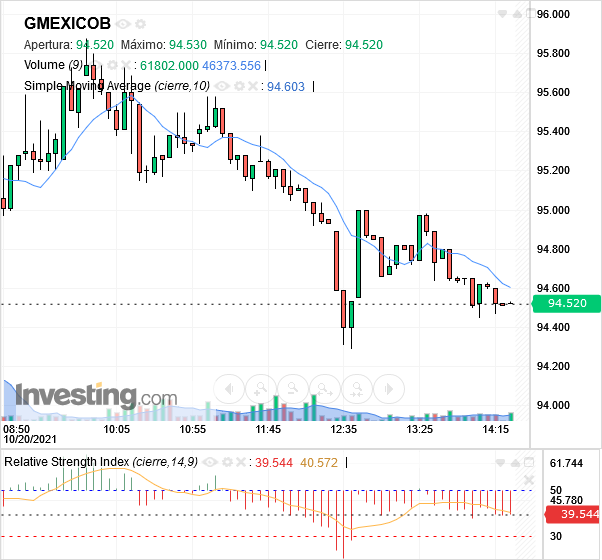 GMEXICOB
Apertura: 94.520 Máximo: 94.530 Mínimo: 94.520 Cierre: 94.520
Volume (9) 61802.000 46373.556
Simple Moving Average (cierre,10) 94.603
96.000
95.800
95.600
95.400
95.200
95.000
94.800
94.600
94.520
94.400
94.200
94.000
Investing.com
08:50 10:05 10:55 11:45 12:35 13:25 14:15
10/20/2021
Relative Strength Index (cierre,14,9) 39.544 40.572
61.744
50
45.780
39.544
30